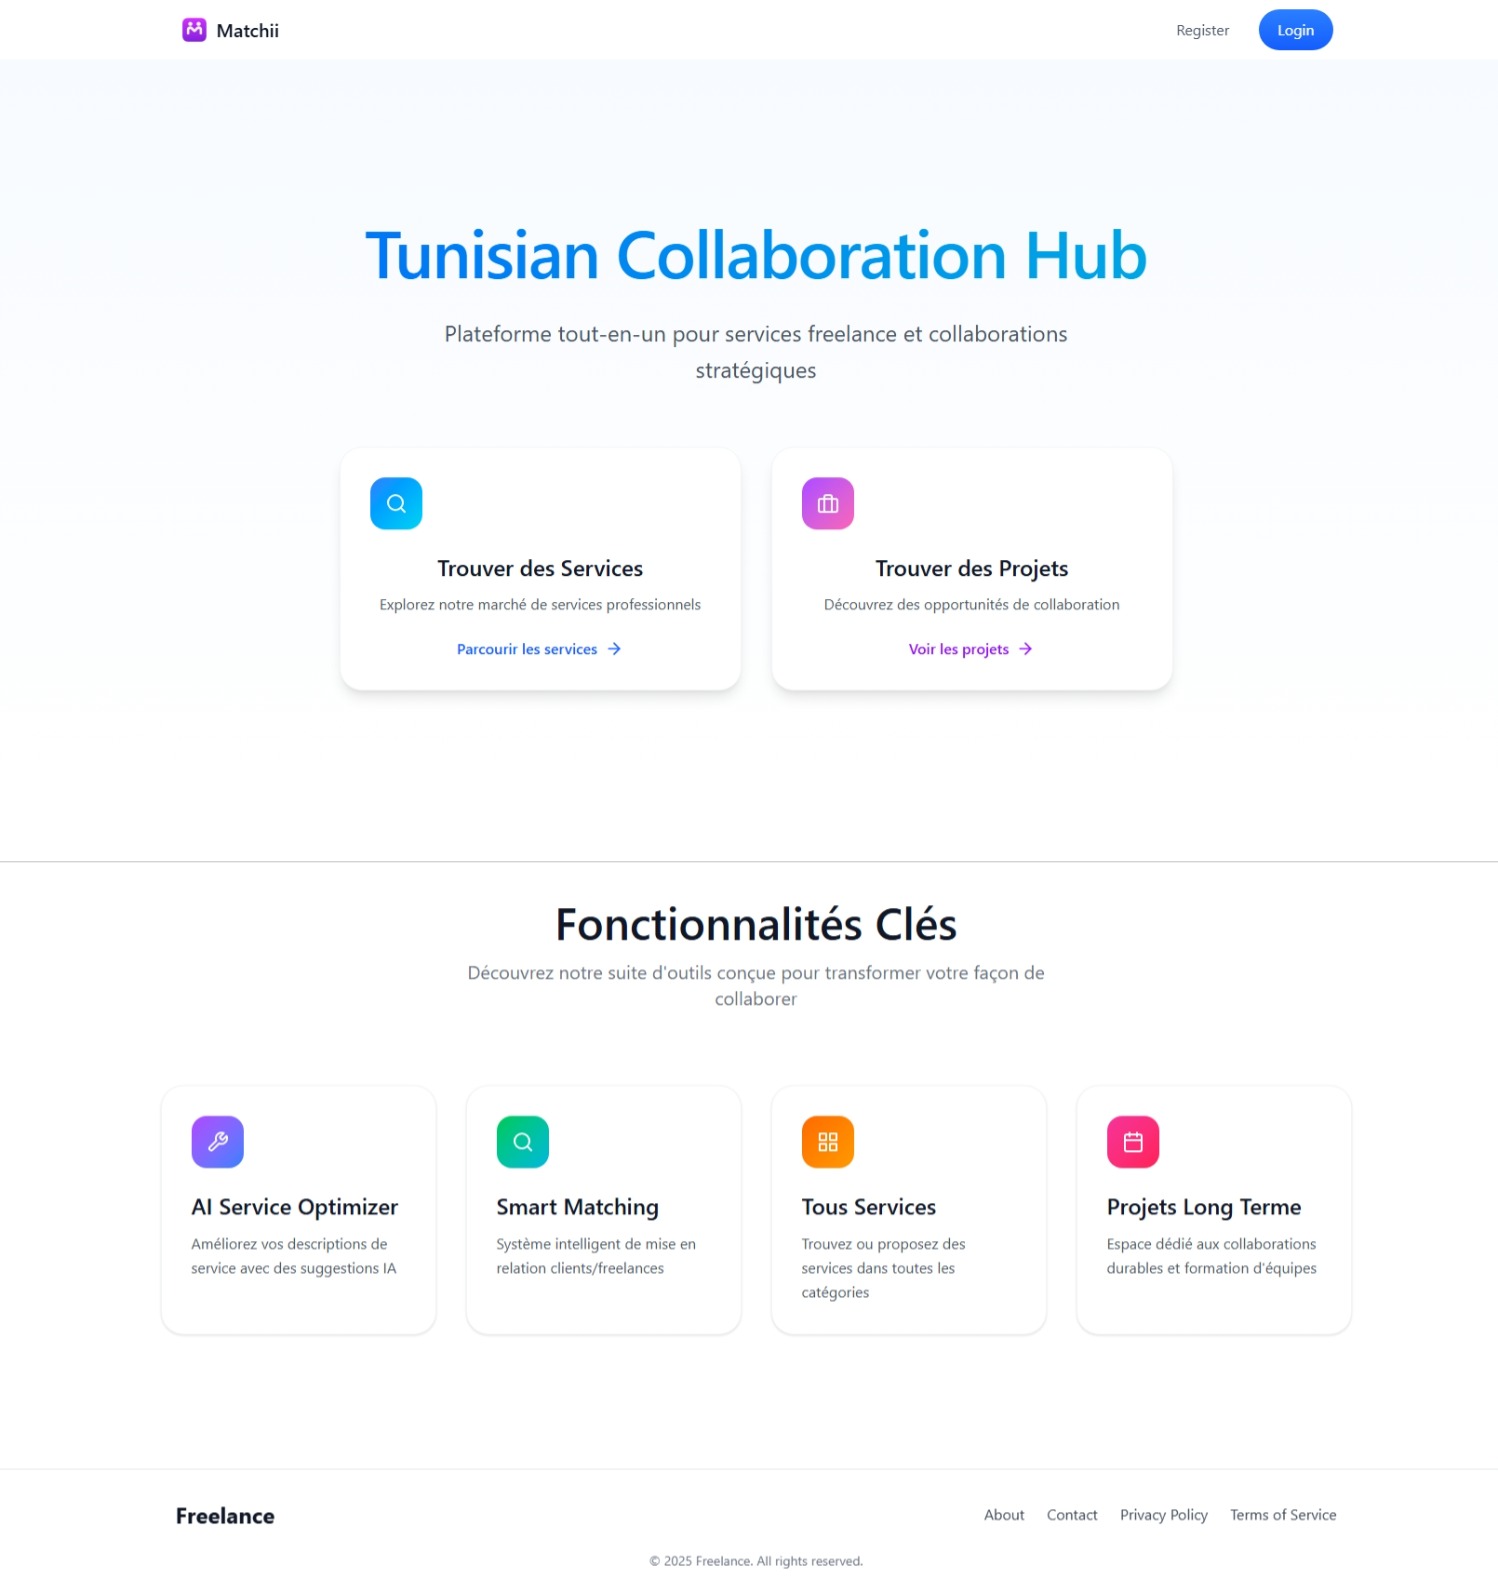 Matchii
Register
Login
Tunisian Collaboration Hub
Plateforme tout-en-un pour services freelance et collaborations
stratégiques
Trouver des Services
Explorez notre marché de services professionnels
Parcourir les services
Trouver des Projets
Découvrez des opportunités de collaboration
Voir les projets
Fonctionnalités Clés
Découvrez notre suite d'outils conçue pour transformer votre façon de
collaborer
AI Service Optimizer
Améliorez vos descriptions de
service avec des suggestions IA
Smart Matching
Système intelligent de mise en
relation clients/freelances
Tous Services
Trouvez ou proposez des
services dans toutes les
catégories
Projets Long Terme
Espace dédié aux collaborations
durables et formation d'équipes
Freelance
About
Contact
Privacy Policy
Terms of Service
© 2025 Freelance. All rights reserved.